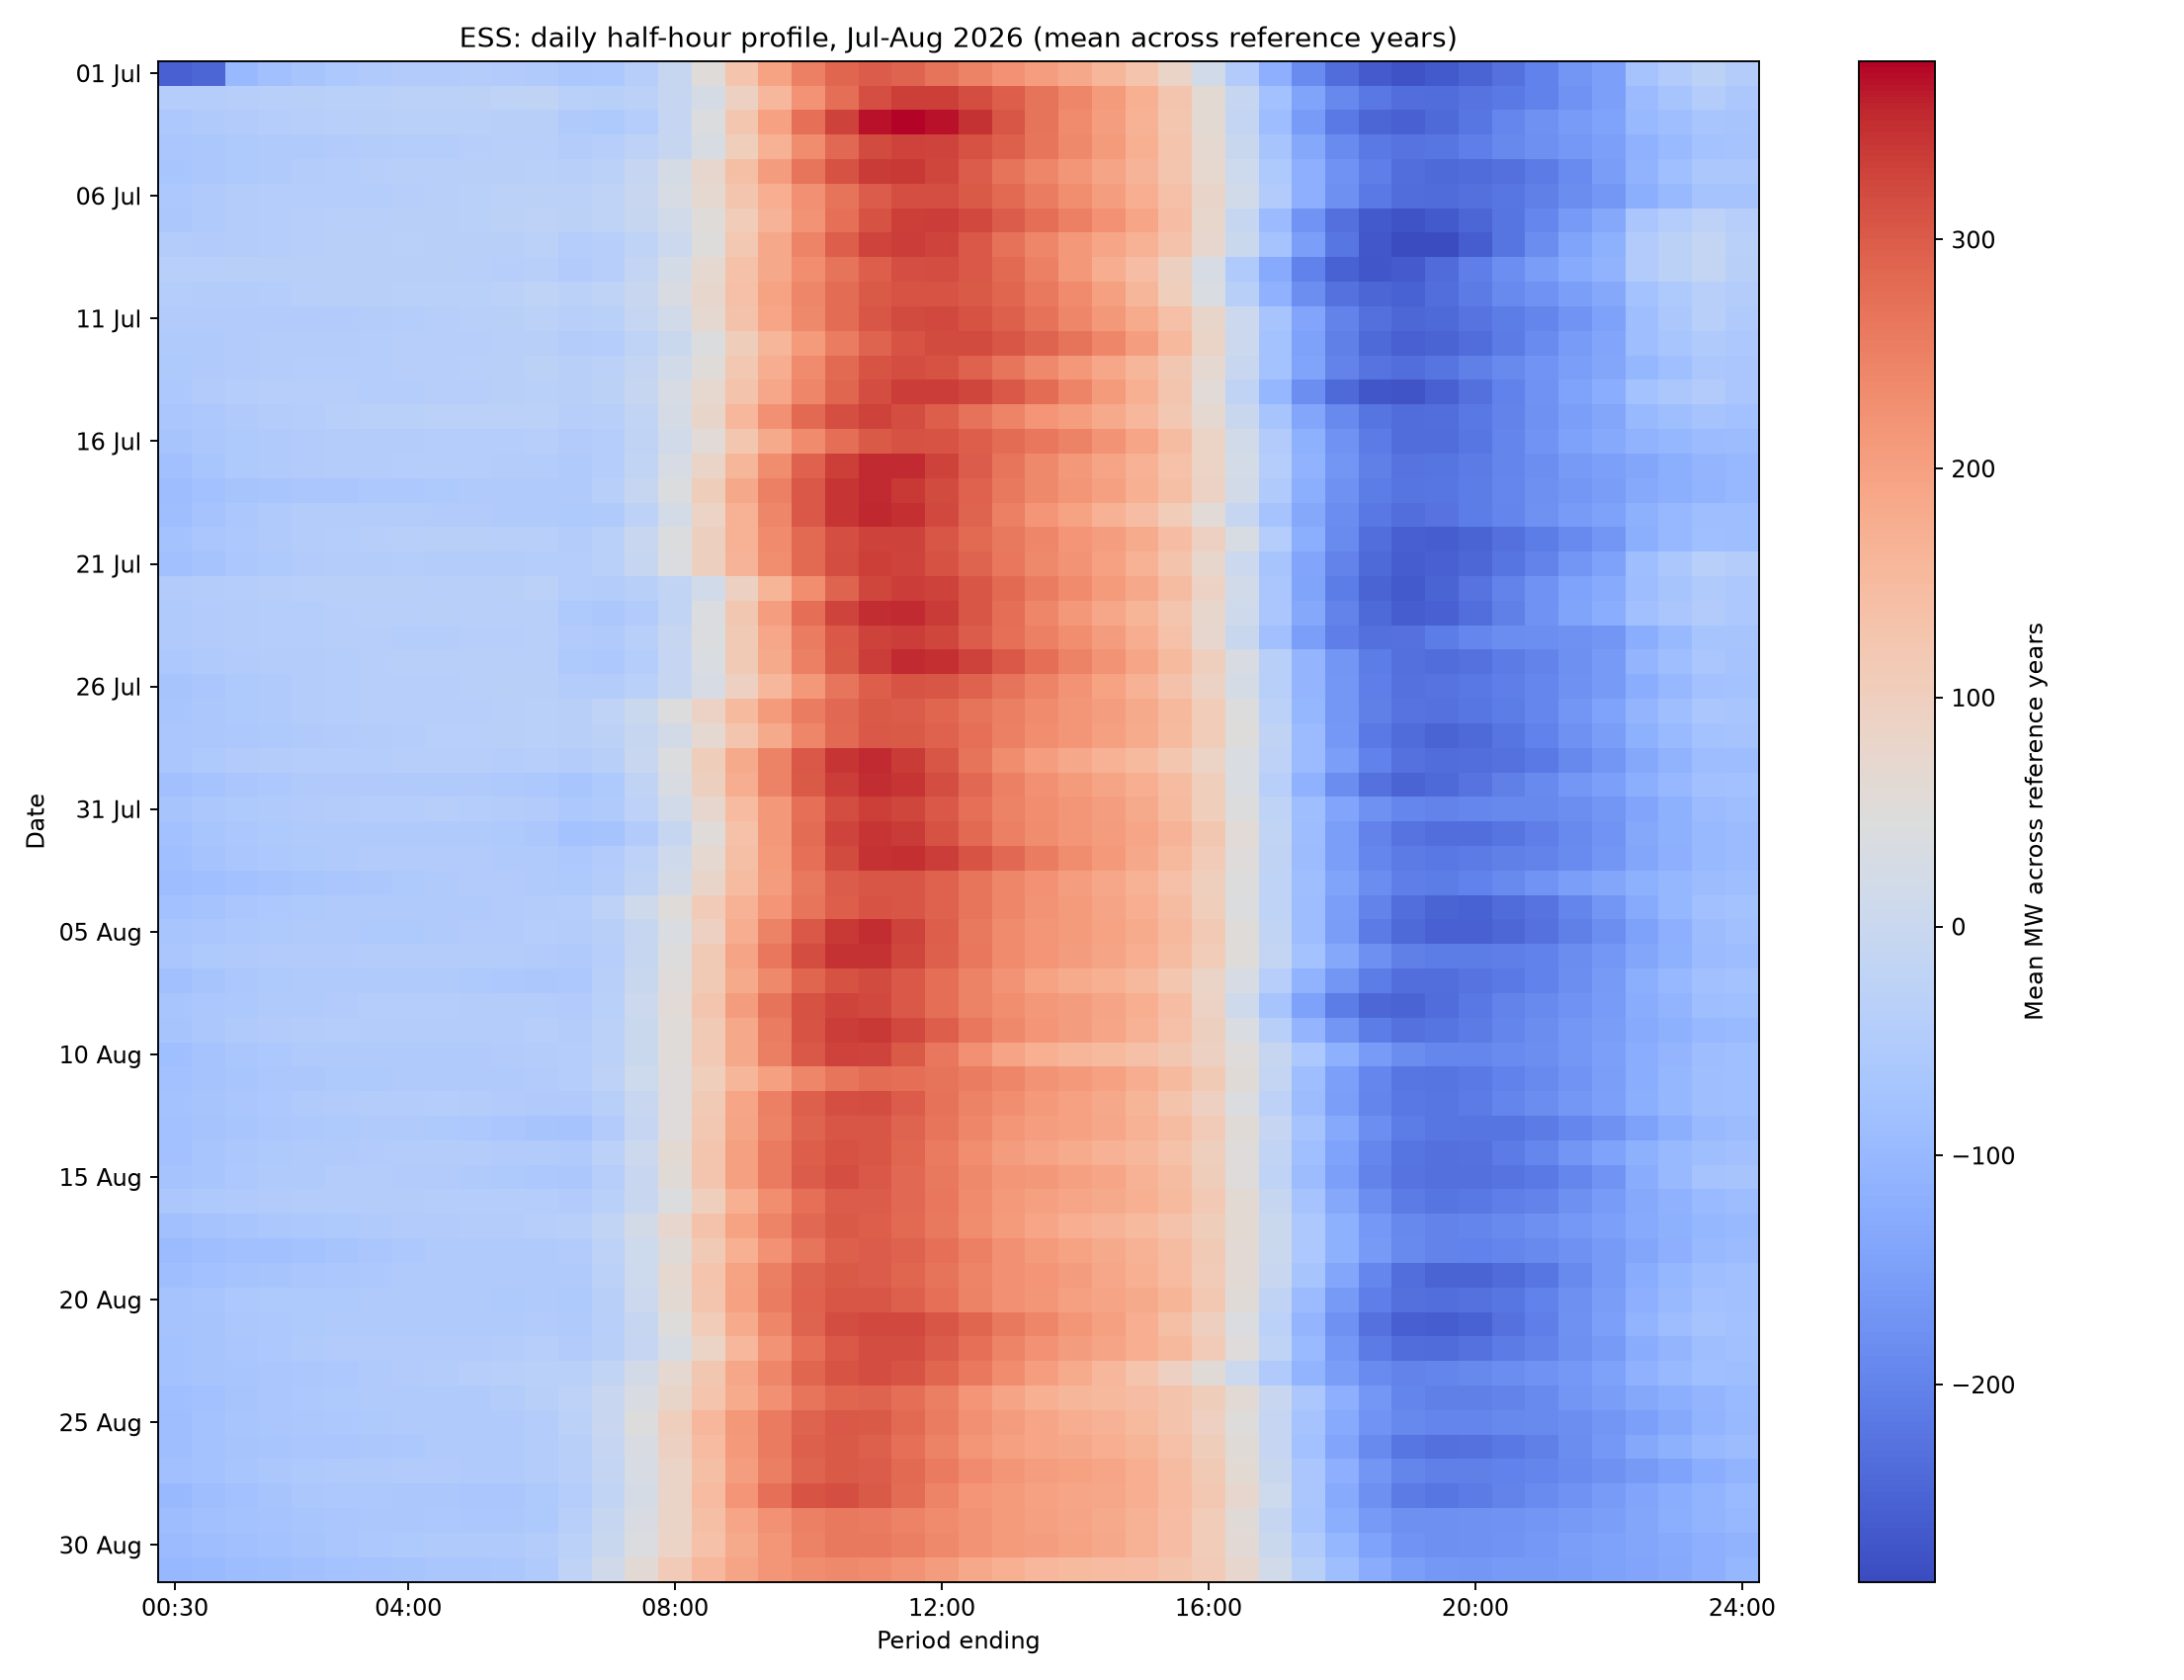 ESS: daily half-hour profile, Jul-Aug 2026 (mean across reference years)
01 Jul
06 Jul
11 Jul
16 Jul
21 Jul
26 Jul
31 Jul
05 Aug
10 Aug
15 Aug
20 Aug
25 Aug
30 Aug
Date
00:30
04:00
08:00
12:00
16:00
20:00
24:00
Period ending
300
200
100
0
−100
−200
Mean MW across reference years